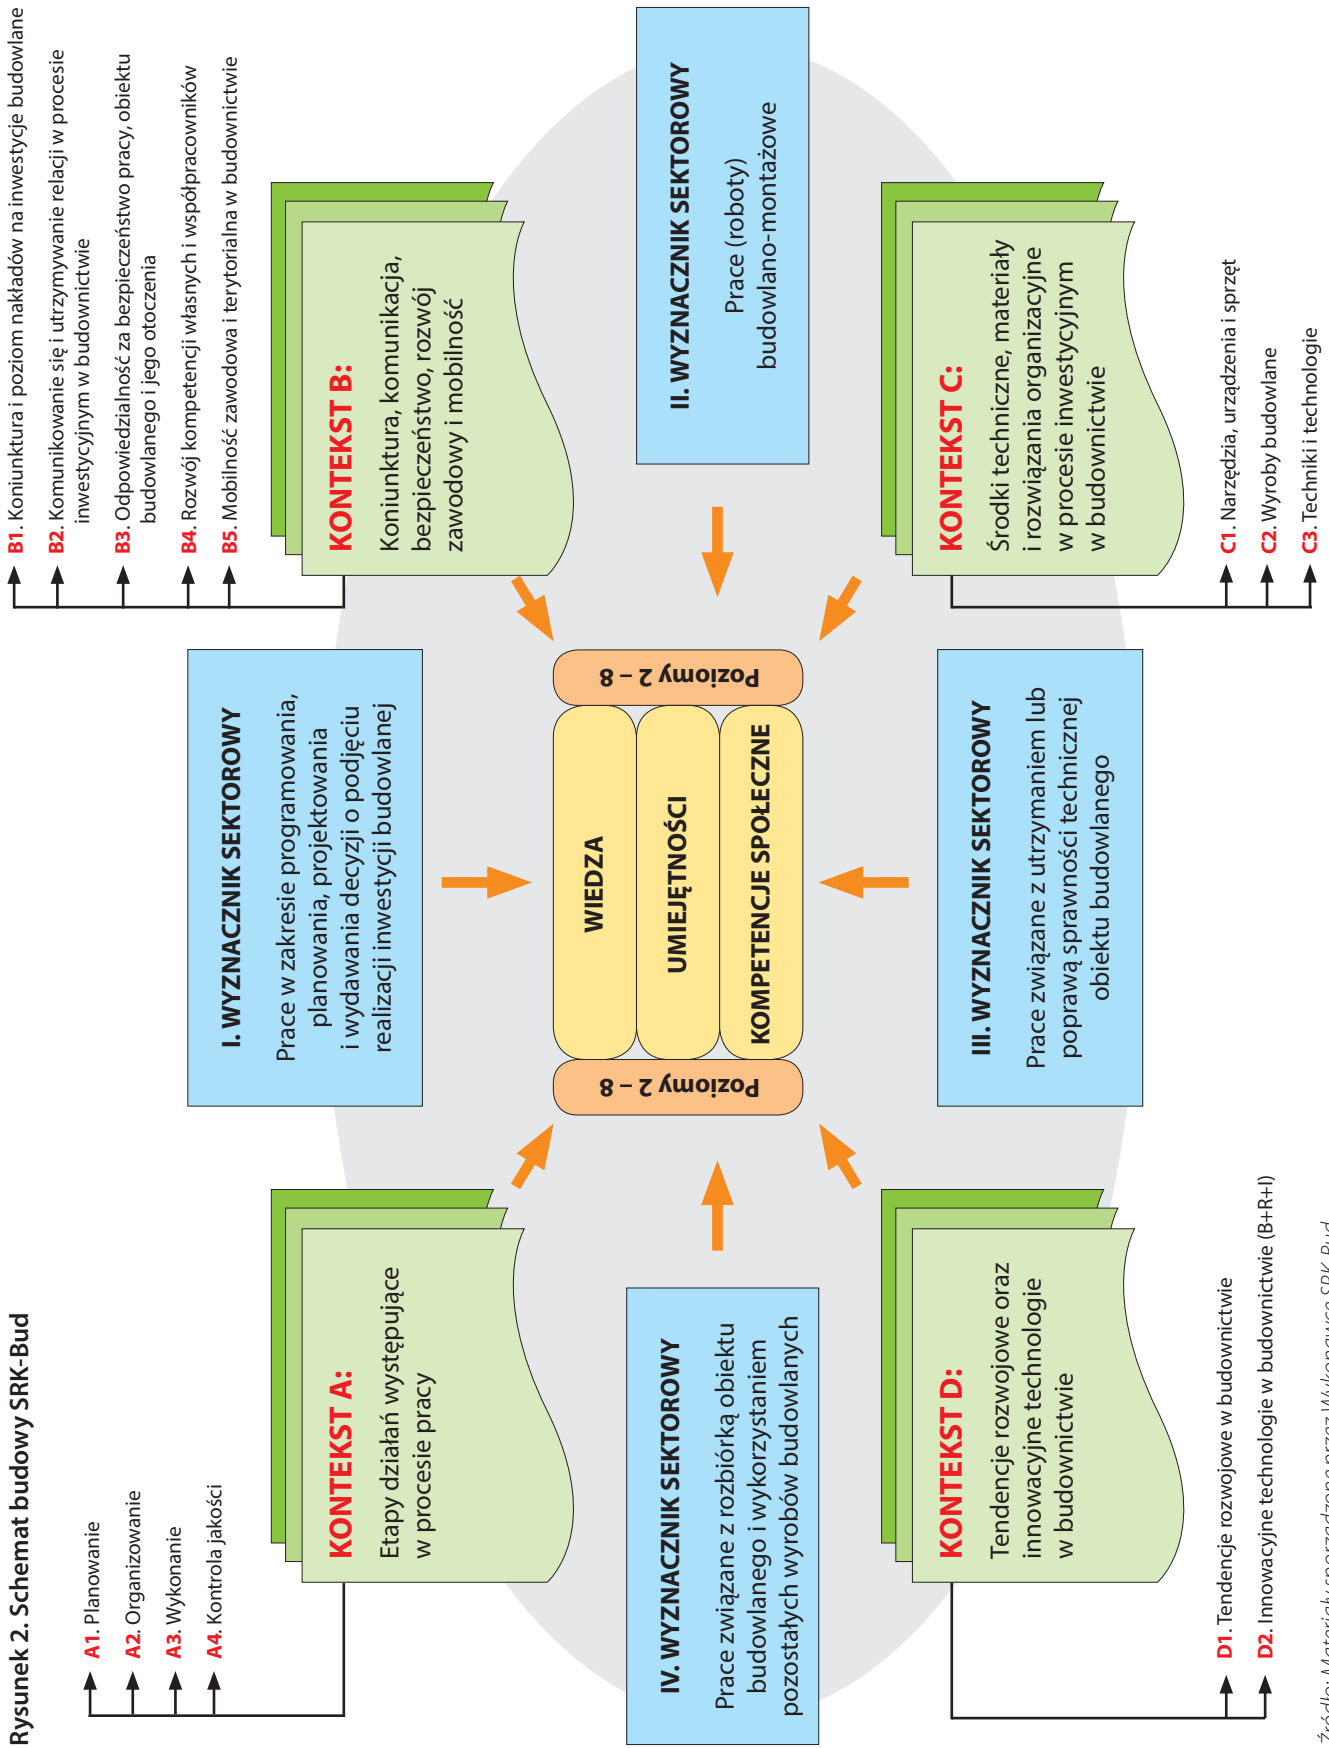 Rysunek 2. Schemat budowy SRK-Bud
A1. Planowanie
A2. Organizowanie
A3. Wykonanie
A4. Kontrola jakości
KONTEKST A:
Etapy działań występujące
w procesie pracy
I. WYZNACZNIK SEKTOROWY
Prace w zakresie programowania,
planowania, projektowania
i wydawania decyzji o podjęciu
realizacji inwestycji budowlanej
B1. Koniunktura i poziom nakładów na inwestycje budowlane
B2. Komunikowanie się i utrzymywanie relacji w procesie
inwestycyjnym w budownictwie
B3. Odpowiedzialność za bezpieczeństwo pracy, obiektu
budowlanego i jego otoczenia
B4. Rozwój kompetencji własnych i współpracowników
B5. Mobilność zawodowa i terytorialna w budownictwie
KONTEKST B:
Koniunktura, komunikacja,
bezpieczeństwo, rozwój
zawodowy i mobilność
IV. WYZNACZNIK SEKTOROWY
Prace związane z rozbiórką obiektu
budowlanego i wykorzystaniem
pozostałych wyrobów budowlanych
Poziomy 2 – 8
WIEDZA
UMIEJĘTNOŚCI
KOMPETENCJE SPOŁECZNE
Poziomy 2 – 8
II. WYZNACZNIK SEKTOROWY
Prace (roboty)
budowlano-montażowe
KONTEKST D:
Tendencje rozwojowe oraz
innowacyjne technologie
w budownictwie
D1. Tendencje rozwojowe w budownictwie
D2. Innowacyjne technologie w budownictwie (B+R+I)
III. WYZNACZNIK SEKTOROWY
Prace związane z utrzymaniem lub
poprawą sprawności technicznej
obiektu budowlanego
KONTEKST C:
Środki techniczne, materiały
i rozwiązania organizacyjne
w procesie inwestycyjnym
w budownictwie
C1. Narzędzia, urządzenia i sprzęt
C2. Wyroby budowlane
C3. Techniki i technologie
Źródło: Materiały sporządzone przez Wykonawcę SRK-Bud